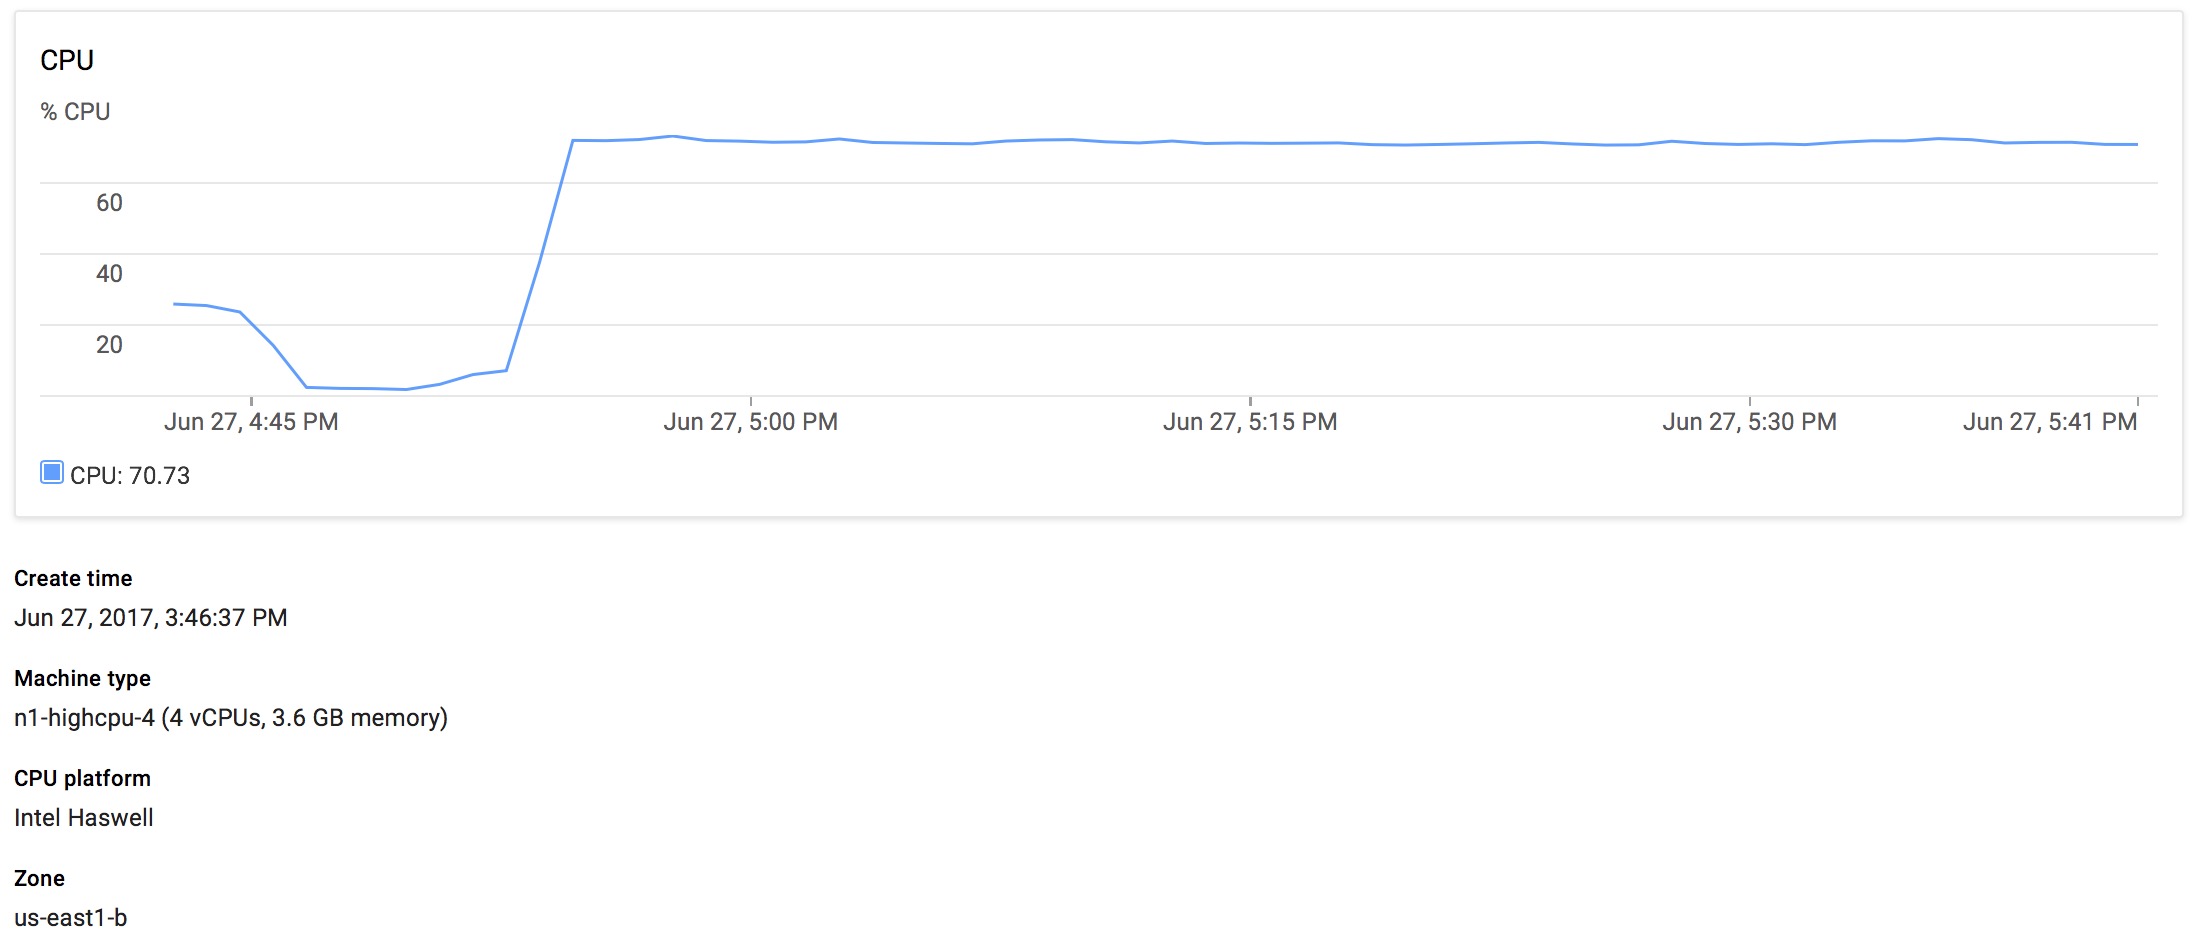 CPU
% CPU
60
40
20
Jun 27, 4:45 PM Jun 27, 5:00 PM Jun 27, 5:15 PM Jun 27, 5:30 PM Jun 27, 5:41 PM
CPU: 70.73
Create time
Jun 27, 2017, 3:46:37 PM
Machine type
n1-highcpu-4 (4 vCPUs, 3.6 GB memory)
CPU platform
Intel Haswell
Zone
us-east1-b